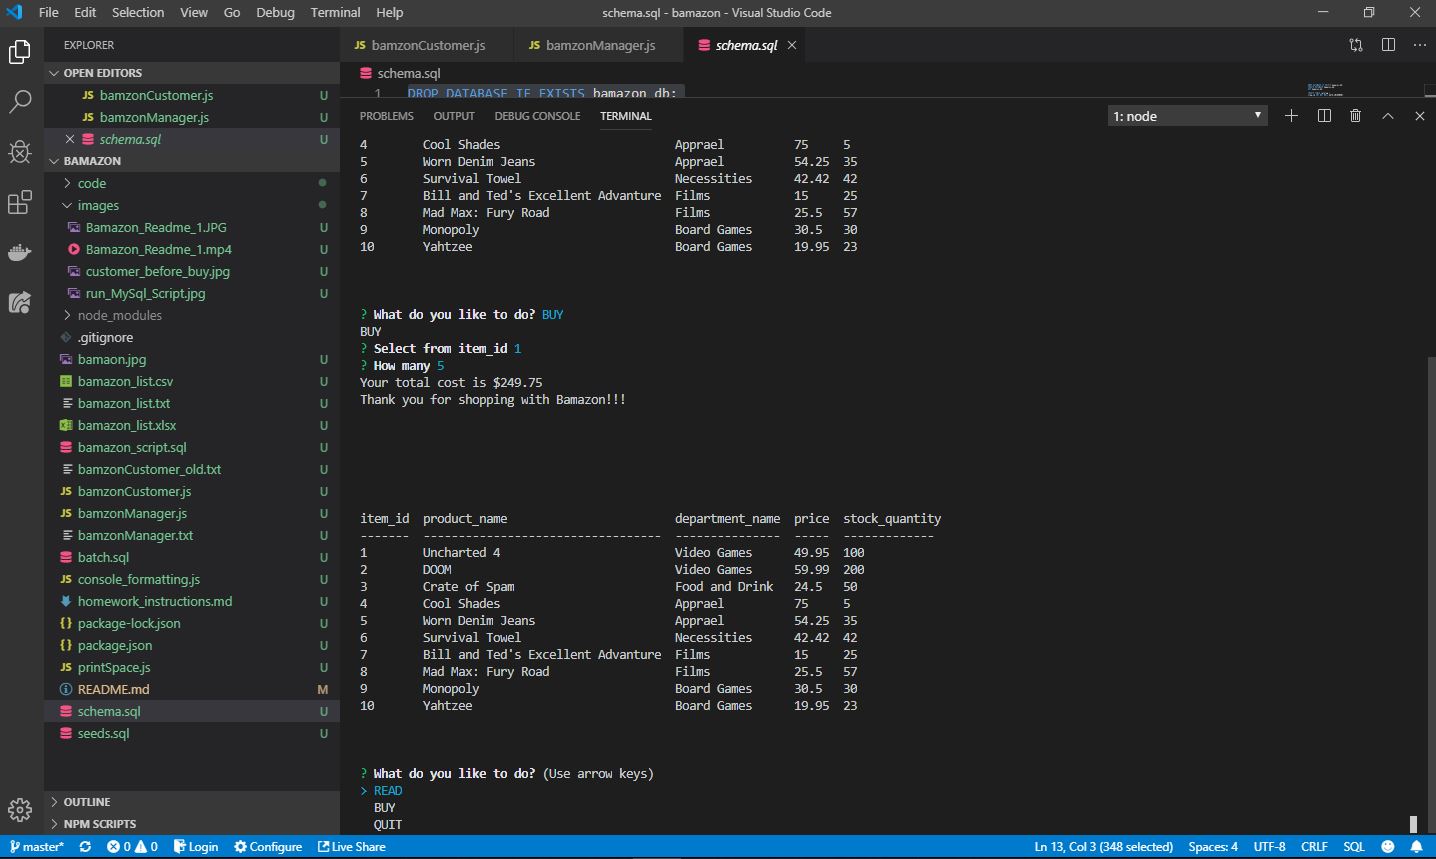 File Edit Selection View Go Debug Terminal Help schema.sql - bamazon - Visual Studio Code
EXPLORER
OPEN EDITORS
JS bamzonCustomer.js U
JS bamzonManager.js U
schema.sql U
BAMAZON
code
images
Bamazon_Readme_1.JPG U
Bamazon_Readme_1.mp4 U
customer_before_buy.jpg U
run_MySql_Script.jpg U
node_modules
.gitignore
bamaon.jpg U
bamazon_list.csv U
bamazon_list.txt U
bamazon_list.xlsx U
bamazon_script.sql U
bamzonCustomer_old.txt U
JS bamzonCustomer.js U
JS bamzonManager.js U
bamzonManager.txt U
batch.sql U
JS console_formatting.js U
homework_instructions.md U
{} package-lock.json U
{} package.json U
JS printSpace.js U
README.md M
schema.sql U
seeds.sql U
OUTLINE
NPM SCRIPTS
JS bamzonCustomer.js JS bamzonManager.js schema.sql
schema.sql
1 DROP DATABASE IF EXISTS bamazon_db;
PROBLEMS OUTPUT DEBUG CONSOLE TERMINAL 1: node
4 Cool Shades Apprael 75 5
5 Worn Denim Jeans Apprael 54.25 35
6 Survival Towel Necessities 42.42 42
7 Bill and Ted's Excellent Advanture Films 15 25
8 Mad Max: Fury Road Films 25.5 57
9 Monopoly Board Games 30.5 30
10 Yahtzee Board Games 19.95 23
? What do you like to do? BUY
BUY
? Select from item_id 1
? How many 5
Your total cost is $249.75
Thank you for shopping with Bamazon!!!
item_id product_name department_name price stock_quantity
------- ---------------------------------- --------------- ----- -------------
1 Uncharted 4 Video Games 49.95 100
2 DOOM Video Games 59.99 200
3 Crate of Spam Food and Drink 24.5 50
4 Cool Shades Apprael 75 5
5 Worn Denim Jeans Apprael 54.25 35
6 Survival Towel Necessities 42.42 42
7 Bill and Ted's Excellent Advanture Films 15 25
8 Mad Max: Fury Road Films 25.5 57
9 Monopoly Board Games 30.5 30
10 Yahtzee Board Games 19.95 23
? What do you like to do? (Use arrow keys)
> READ
BUY
QUIT
master* 0 0 Login Configure Live Share Ln 13, Col 3 (348 selected) Spaces: 4 UTF-8 CRLF SQL